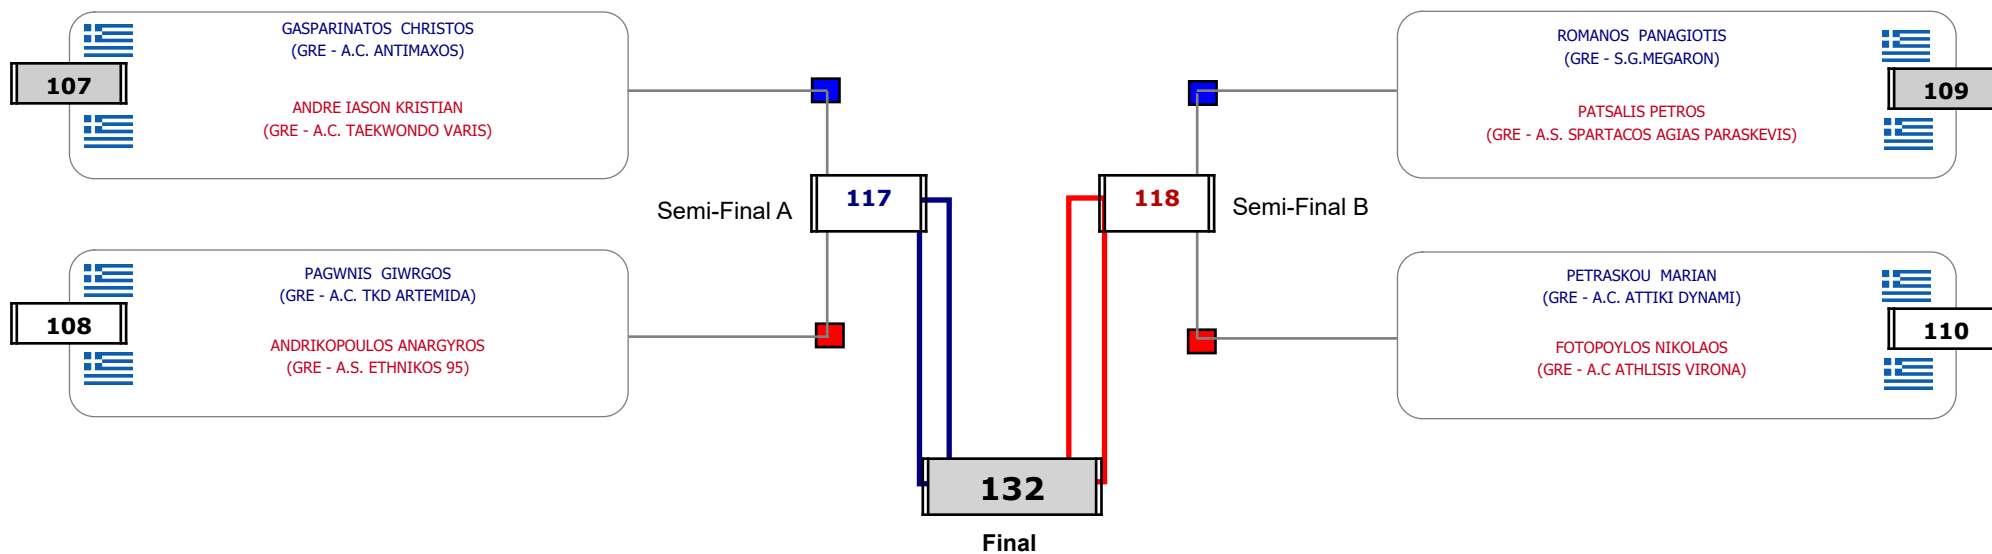 GASPARINATOS CHRISTOS
(GRE - A.C. ANTIMAXOS)
107
ANDRE IASON KRISTIAN
(GRE - A.C. TAEKWONDO VARIS)
ROMANOS PANAGIOTIS
(GRE - S.G.MEGARON)
109
PATSALIS PETROS
(GRE - A.S. SPARTACOS AGIAS PARASKEVIS)
Semi-Final A
117
118
Semi-Final B
PAGWNIS GIWRGOS
(GRE - A.C. TKD ARTEMIDA)
108
ANDRIKOPOULOS ANARGYROS
(GRE - A.S. ETHNIKOS 95)
PETRASKOU MARIAN
(GRE - A.C. ATTIKI DYNAMI)
110
FOTOPOYLOS NIKOLAOS
(GRE - A.C ATHLISIS VIRONA)
132
Final